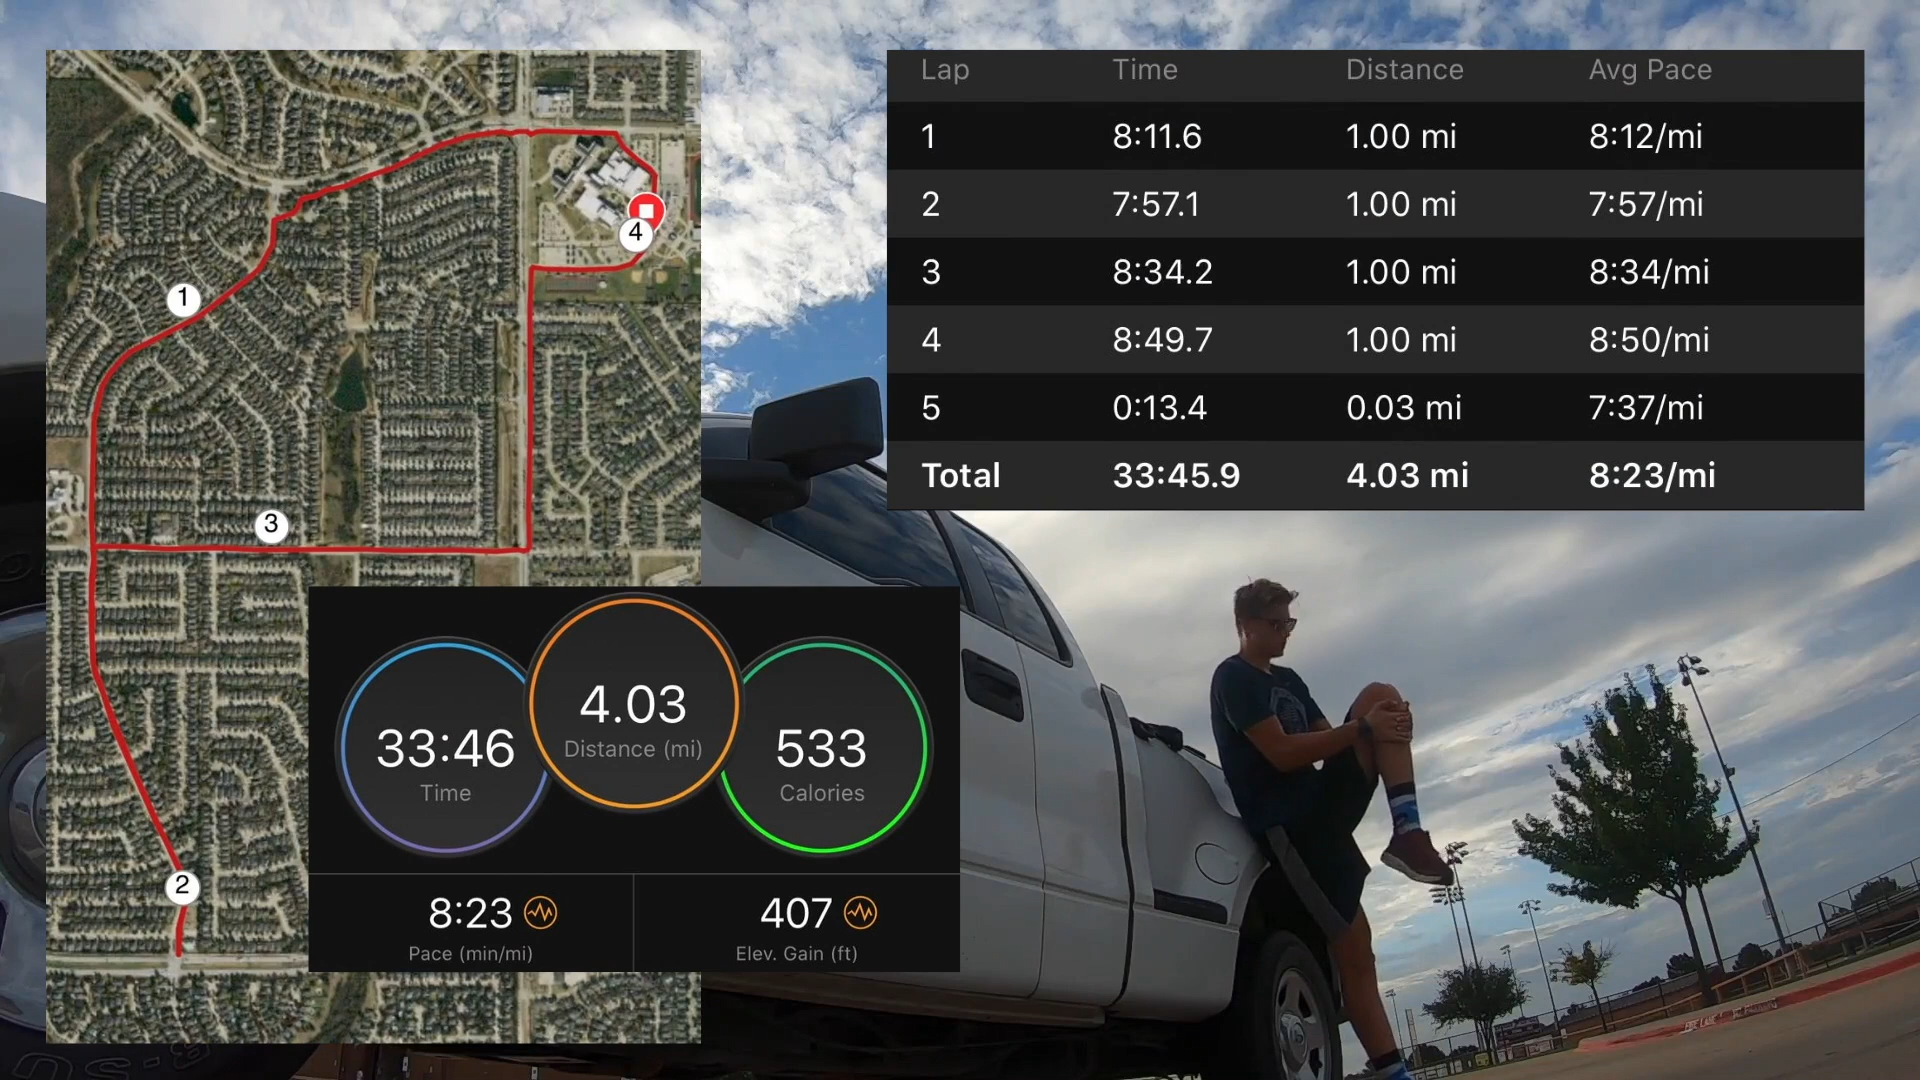 Lap Time Distance Avg Pace
1 8:11.6 1.00 mi 8:12/mi
2 7:57.1 1.00 mi 7:57/mi
3 8:34.2 1.00 mi 8:34/mi
4 8:49.7 1.00 mi 8:50/mi
5 0:13.4 0.03 mi 7:37/mi
Total 33:45.9 4.03 mi 8:23/mi
4
1
3
2
4.03
Distance (mi)
33:46
Time
533
Calories
8:23
Pace (min/mi)
407
Elev. Gain (ft)